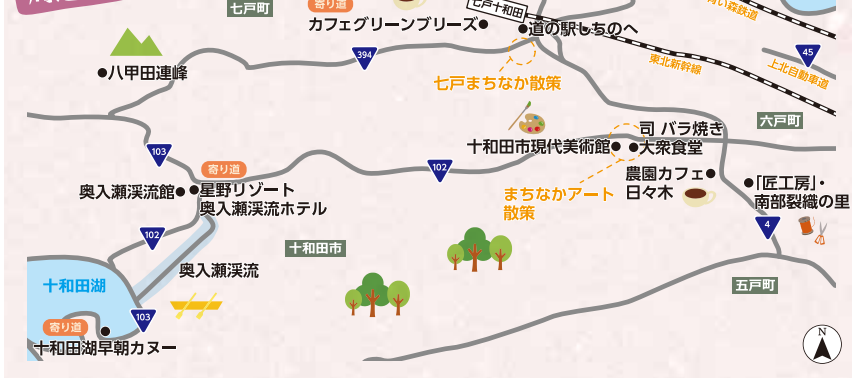 七戸町
寄り道
カフェグリーンブリーズ
七戸十和田
道の駅しちのへ
青い森鉄道
394
八甲田連峰
七戸まちなか散策
東北新幹線
45
上北自動車道
六戸町
司 バラ焼き
大衆食堂
十和田市現代美術館
103
寄り道
102
農園カフェ
日々木
奥入瀬渓流館
星野リゾート
奥入瀬渓流ホテル
まちなかアート
散策
「匠工房」・
南部裂織の里
4
102
十和田市
奥入瀬渓流
十和田湖
五戸町
103
寄り道
十和田湖早朝カヌー
N